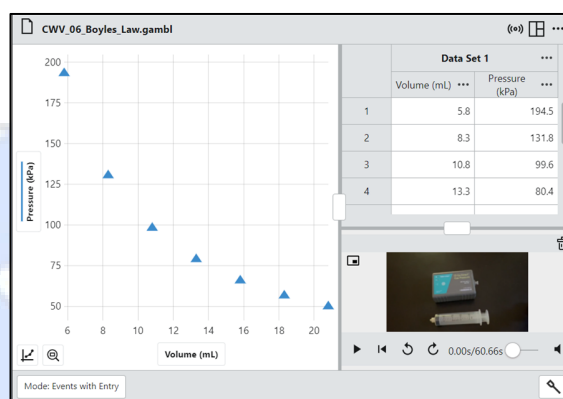 CWV_06_Boyles_Law.gambl
200
175
150
125
100
75
50
Pressure (kPa)
6 8 10 12 14 16 18 20
Volume (mL)
Mode: Events with Entry
Data Set 1
Volume (mL) Pressure (kPa)
1 5.8 194.5
2 8.3 131.8
3 10.8 99.6
4 13.3 80.4
0.00s/60.66s